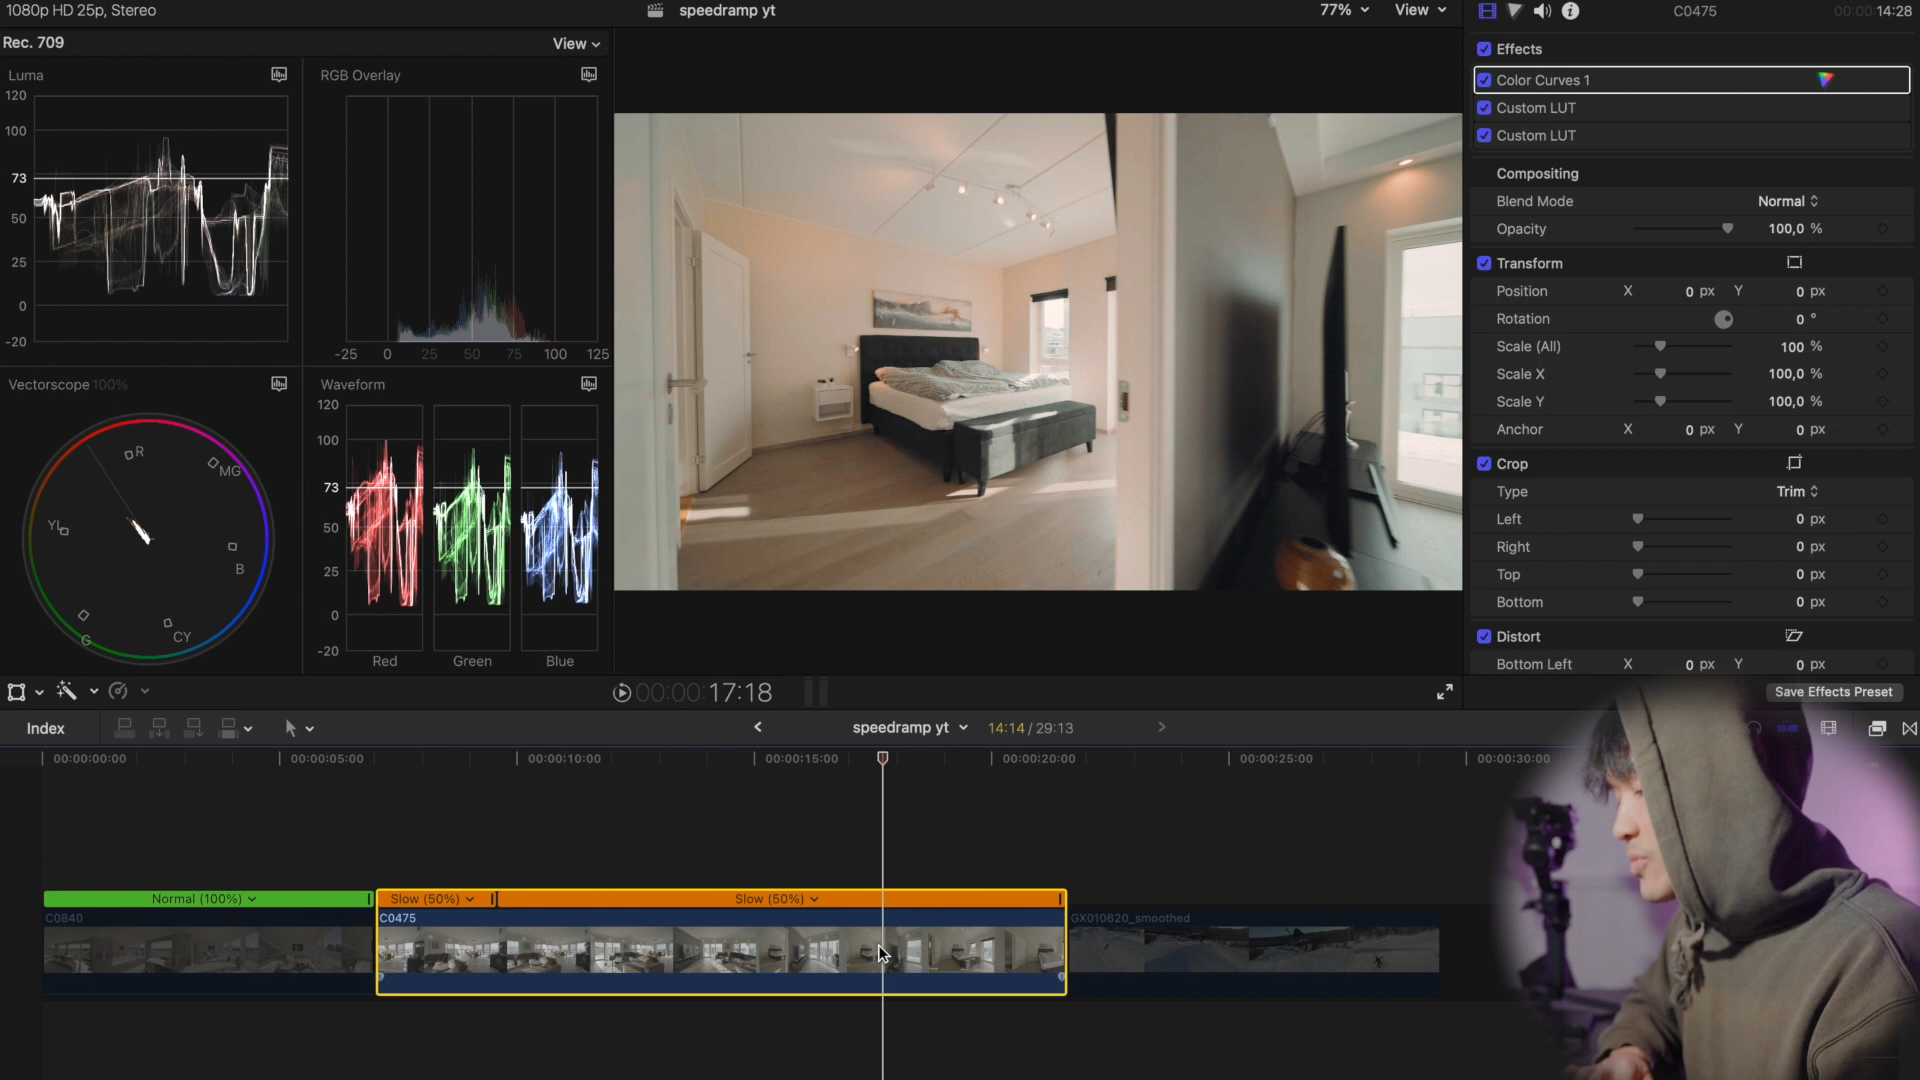 1080p HD 25p, Stereo
speedramp yt
77%
View
C0475
00:00:14:28
Rec. 709
View
Luma
120
100
73
50
25
0
-20
RGB Overlay
-25 0 25 50 75 100 125
Vectorscope 100%
R
MG
YL
B
G
CY
Waveform
120
100
73
50
25
0
-20
Red
Green
Blue
Effects
Color Curves 1
Custom LUT
Custom LUT
Compositing
Blend Mode Normal
Opacity 100,0 %
Transform
Position X 0 px Y 0 px
Rotation 0 °
Scale (All) 100 %
Scale X 100,0 %
Scale Y 100,0 %
Anchor X 0 px Y 0 px
Crop
Type Trim
Left 0 px
Right 0 px
Top 0 px
Bottom 0 px
Distort
Bottom Left X 0 px Y 0 px
00:00:17:18
Save Effects Preset
Index
speedramp yt
14:14 / 29:13
00:00:00:00 00:00:05:00 00:00:10:00 00:00:15:00 00:00:20:00 00:00:25:00 00:00:30:00
Normal (100%)
Slow (50%)
Slow (50%)
C0840
C0475
GX010620_smoothed